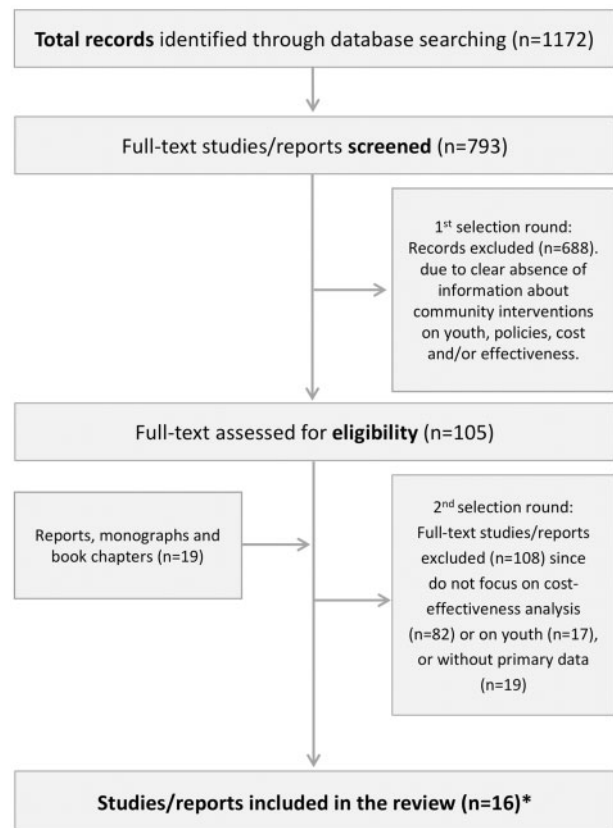 Total records identified through database searching (n=1172)
Full-text studies/reports screened (n=793)
1st selection round:
Records excluded (n=688).
due to clear absence of
information about
community interventions
on youth, policies, cost
and/or effectiveness.
Full-text assessed for eligibility (n=105)
Reports, monographs and
book chapters (n=19)
2nd selection round:
Full-text studies/reports
excluded (n=108) since
do not focus on cost-
effectiveness analysis
(n=82) or on youth (n=17),
or without primary data
(n=19)
Studies/reports included in the review (n=16)*